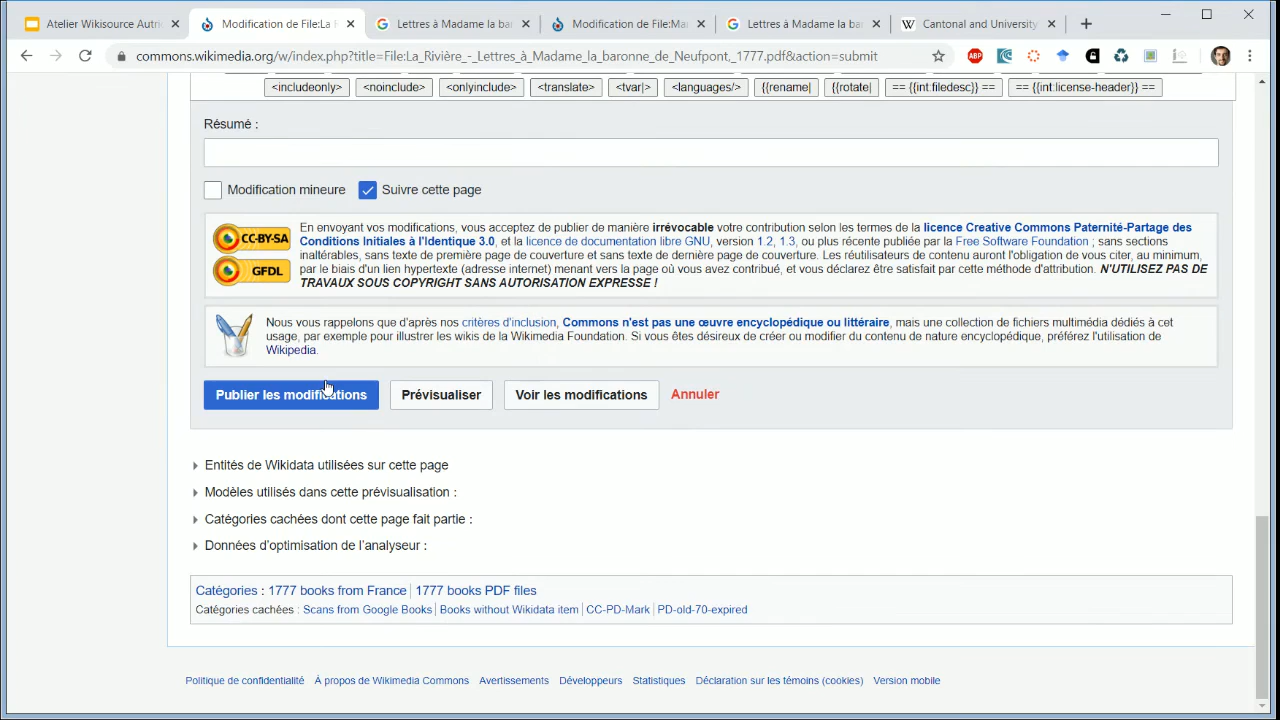 Atelier Wikisource Autri
Modification de File:La R
Lettres à Madame la bar
Modification de File:Mar
Lettres à Madame la bar
Cantonal and University
commons.wikimedia.org/w/index.php?title=File:La_Rivière_-_Lettres_à_Madame_la_baronne_de_Neufpont,_1777.pdf&action=submit
<includeonly> <noinclude> <onlyinclude> <translate> <tvar|> <languages/> {{rename| {{rotate| == {{int:filedesc}} == == {{int:license-header}} ==
Résumé :
Modification mineure Suivre cette page
CC-BY-SA
GFDL
En envoyant vos modifications, vous acceptez de publier de manière irrévocable votre contribution selon les termes de la licence Creative Commons Paternité-Partage des
Conditions Initiales à l'Identique 3.0, et la licence de documentation libre GNU, version 1.2, 1.3, ou plus récente publiée par la Free Software Foundation ; sans sections
inaltérables, sans texte de première page de couverture et sans texte de dernière page de couverture. Les réutilisateurs de contenu auront l'obligation de vous citer, au minimum,
par le biais d'un lien hypertexte (adresse internet) menant vers la page où vous avez contribué, et vous déclarez être satisfait par cette méthode d'attribution. N'UTILISEZ PAS DE
TRAVAUX SOUS COPYRIGHT SANS AUTORISATION EXPRESSE !
Nous vous rappelons que d'après nos critères d'inclusion, Commons n'est pas une œuvre encyclopédique ou littéraire, mais une collection de fichiers multimédia dédiés à cet
usage, par exemple pour illustrer les wikis de la Wikimedia Foundation. Si vous êtes désireux de créer ou modifier du contenu de nature encyclopédique, préférez l'utilisation de
Wikipedia.
Publier les modifications Prévisualiser Voir les modifications Annuler
Entités de Wikidata utilisées sur cette page
Modèles utilisés dans cette prévisualisation :
Catégories cachées dont cette page fait partie :
Données d'optimisation de l'analyseur :
Catégories : 1777 books from France | 1777 books PDF files
Catégories cachées : Scans from Google Books | Books without Wikidata item | CC-PD-Mark | PD-old-70-expired
Politique de confidentialité À propos de Wikimedia Commons Avertissements Développeurs Statistiques Déclaration sur les témoins (cookies) Version mobile